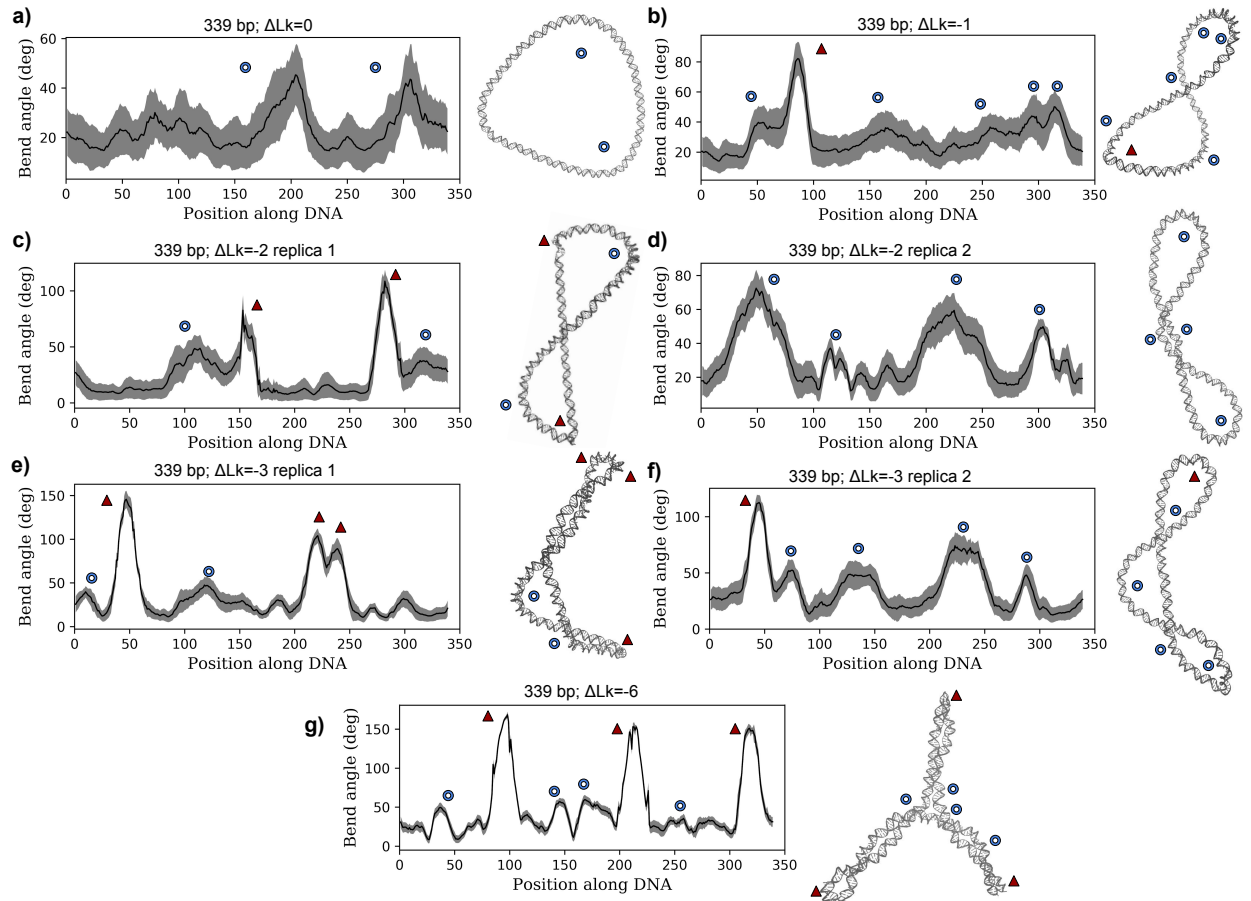 a)
339 bp; ΔLk=0
Bend angle (deg)
60
40
20
0 50 100 150 200 250 300 350
Position along DNA
b)
339 bp; ΔLk=-1
Bend angle (deg)
80
60
40
20
0 50 100 150 200 250 300 350
Position along DNA
c)
339 bp; ΔLk=-2 replica 1
Bend angle (deg)
100
50
0
0 50 100 150 200 250 300 350
Position along DNA
d)
339 bp; ΔLk=-2 replica 2
Bend angle (deg)
80
60
40
20
0 50 100 150 200 250 300 350
Position along DNA
e)
339 bp; ΔLk=-3 replica 1
Bend angle (deg)
150
100
50
0
0 50 100 150 200 250 300 350
Position along DNA
f)
339 bp; ΔLk=-3 replica 2
Bend angle (deg)
100
50
0
0 50 100 150 200 250 300 350
Position along DNA
g)
339 bp; ΔLk=-6
Bend angle (deg)
150
100
50
0
0 50 100 150 200 250 300 350
Position along DNA